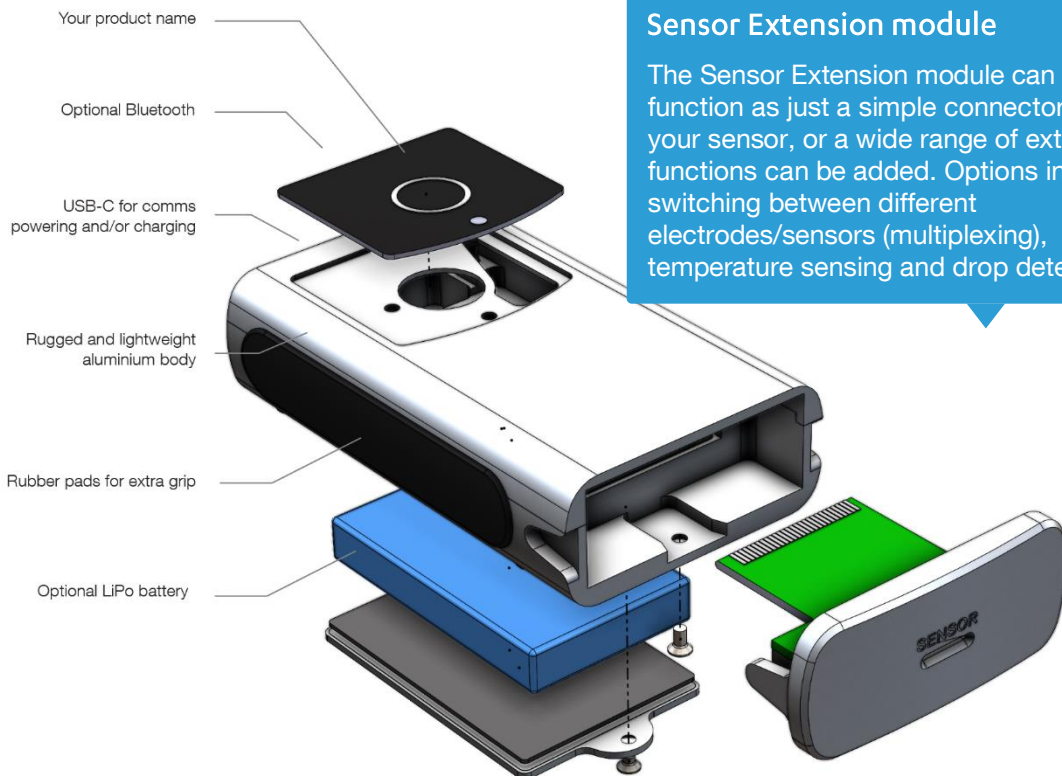 Your product name
Optional Bluetooth
USB-C for comms
powering and/or charging
Rugged and lightweight
aluminium body
Rubber pads for extra grip
Optional LiPo battery
Sensor Extension module
The Sensor Extension module can
function as just a simple connector
your sensor, or a wide range of ext
functions can be added. Options in
switching between different
electrodes/sensors (multiplexing),
temperature sensing and drop dete
SENSOR